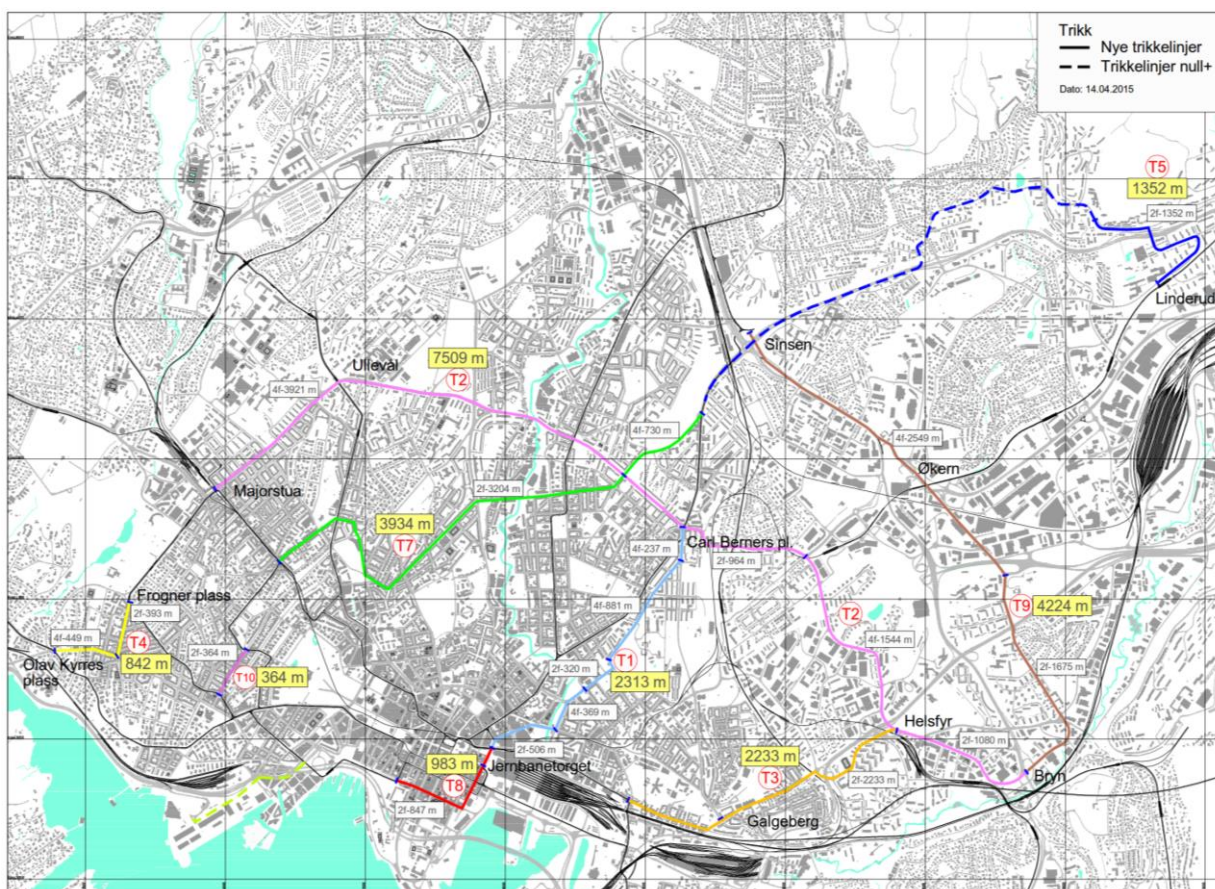 Trikk
Nye trikkelinjer
Trikkelinjer null+
Dato: 14.04.2015
T5
1352 m
2f-1352 m
Linderud
Sinsen
Ullevål
7509 m
T2
4f-3921 m
4f-730 m
4f-2549 m
Økern
Majorstua
2f-3204 m
3934 m
T7
Carl Berners pl.
4f-237 m
2f-964 m
Frogner plass
2f-393 m
4f-881 m
T2
T9
4224 m
4f-449 m
T4
2f-364 m
4f-1544 m
Olav Kyrres
plass
842 m
T10
364 m
2f-320 m
T1
2313 m
2f-1675 m
4f-369 m
Helsfyr
2f-506 m
2f-1080 m
983 m
Jernbanetorget
2233 m
T3
2f-2233 m
Bryn
T8
2f-847 m
Galgeberg